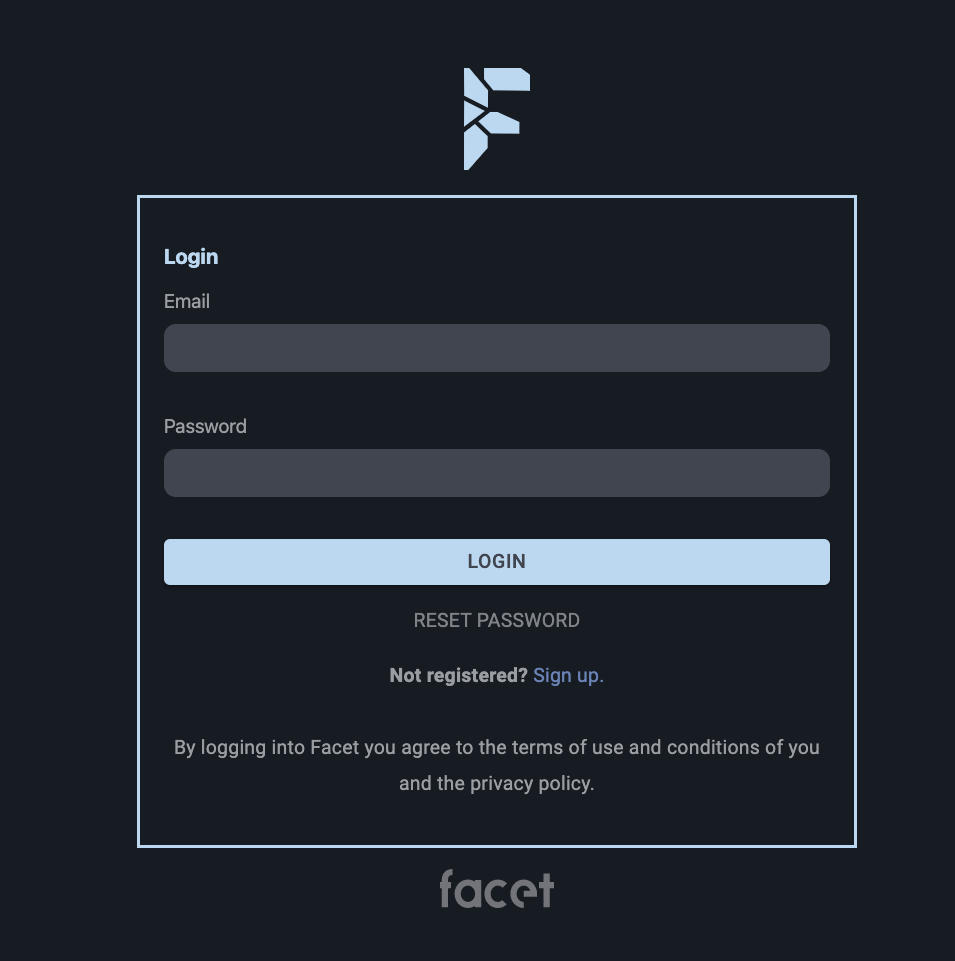 F
Login
Email
Password
LOGIN
RESET PASSWORD
Not registered? Sign up.
By logging into Facet you agree to the terms of use and conditions of you
and the privacy policy.
facet